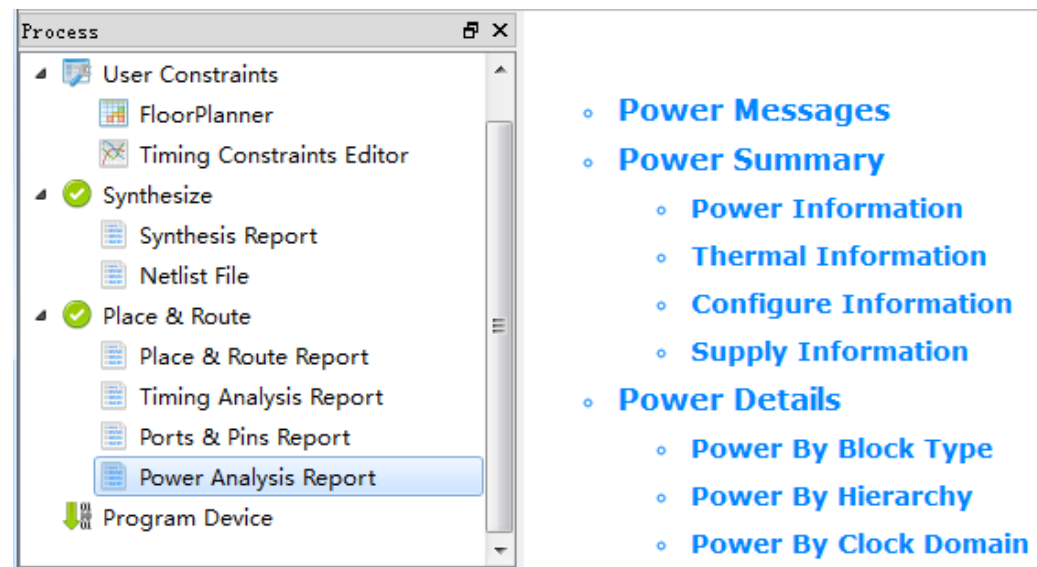 Process
User Constraints
FloorPlanner
Timing Constraints Editor
Synthesize
Synthesis Report
Netlist File
Place & Route
Place & Route Report
Timing Analysis Report
Ports & Pins Report
Power Analysis Report
Program Device
Power Messages
Power Summary
Power Information
Thermal Information
Configure Information
Supply Information
Power Details
Power By Block Type
Power By Hierarchy
Power By Clock Domain